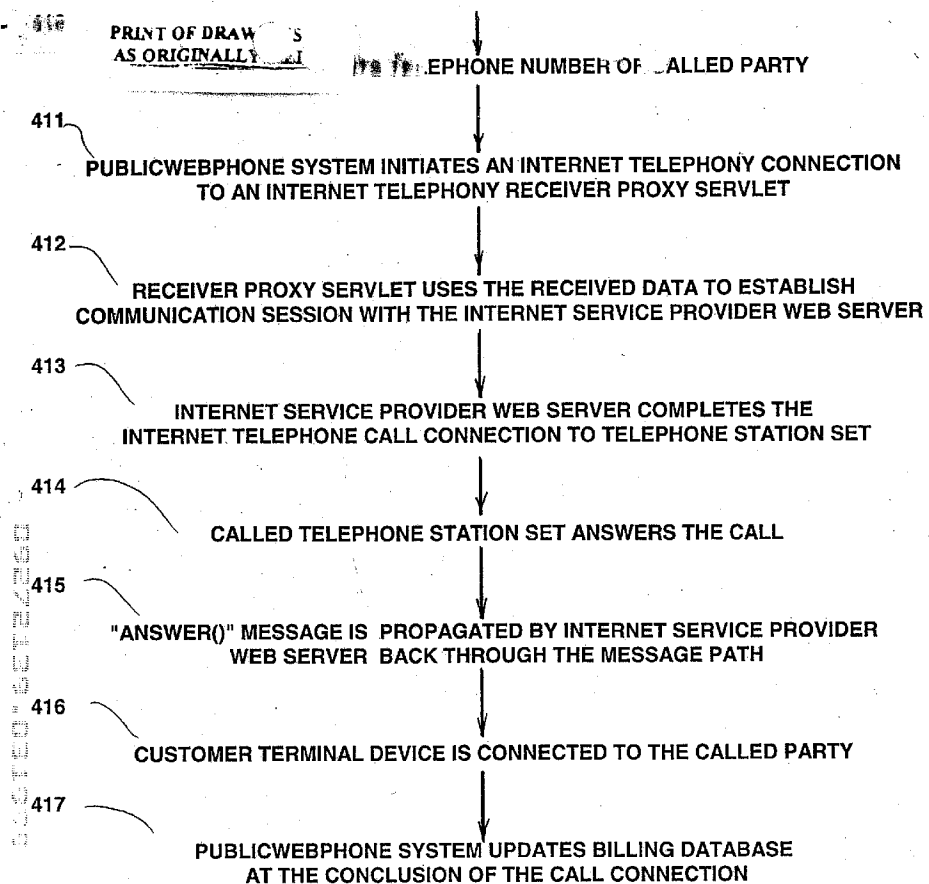 410
PRINT OF DRAW S
AS ORIGINALLY
EPHONE NUMBER OF ALLED PARTY
411
PUBLICWEBPHONE SYSTEM INITIATES AN INTERNET TELEPHONY CONNECTION
TO AN INTERNET TELEPHONY RECEIVER PROXY SERVLET
412
RECEIVER PROXY SERVLET USES THE RECEIVED DATA TO ESTABLISH
COMMUNICATION SESSION WITH THE INTERNET SERVICE PROVIDER WEB SERVER
413
INTERNET SERVICE PROVIDER WEB SERVER COMPLETES THE
INTERNET TELEPHONE CALL CONNECTION TO TELEPHONE STATION SET
414
CALLED TELEPHONE STATION SET ANSWERS THE CALL
415
"ANSWER()" MESSAGE IS PROPAGATED BY INTERNET SERVICE PROVIDER
WEB SERVER BACK THROUGH THE MESSAGE PATH
416
CUSTOMER TERMINAL DEVICE IS CONNECTED TO THE CALLED PARTY
417
PUBLICWEBPHONE SYSTEM UPDATES BILLING DATABASE
AT THE CONCLUSION OF THE CALL CONNECTION